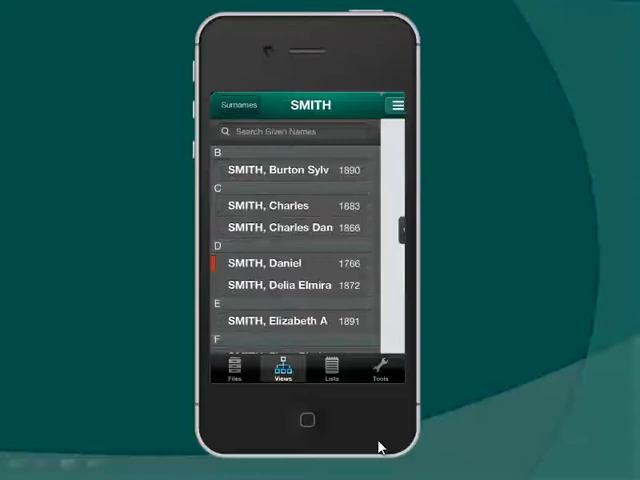 Surnames SMITH
Search Given Names
B
SMITH, Burton Sylv 1890
C
SMITH, Charles 1883
SMITH, Charles Dan 1866
D
SMITH, Daniel 1766
SMITH, Delia Elmira 1872
E
SMITH, Elizabeth A 1891
F
Files Views Lists Tools